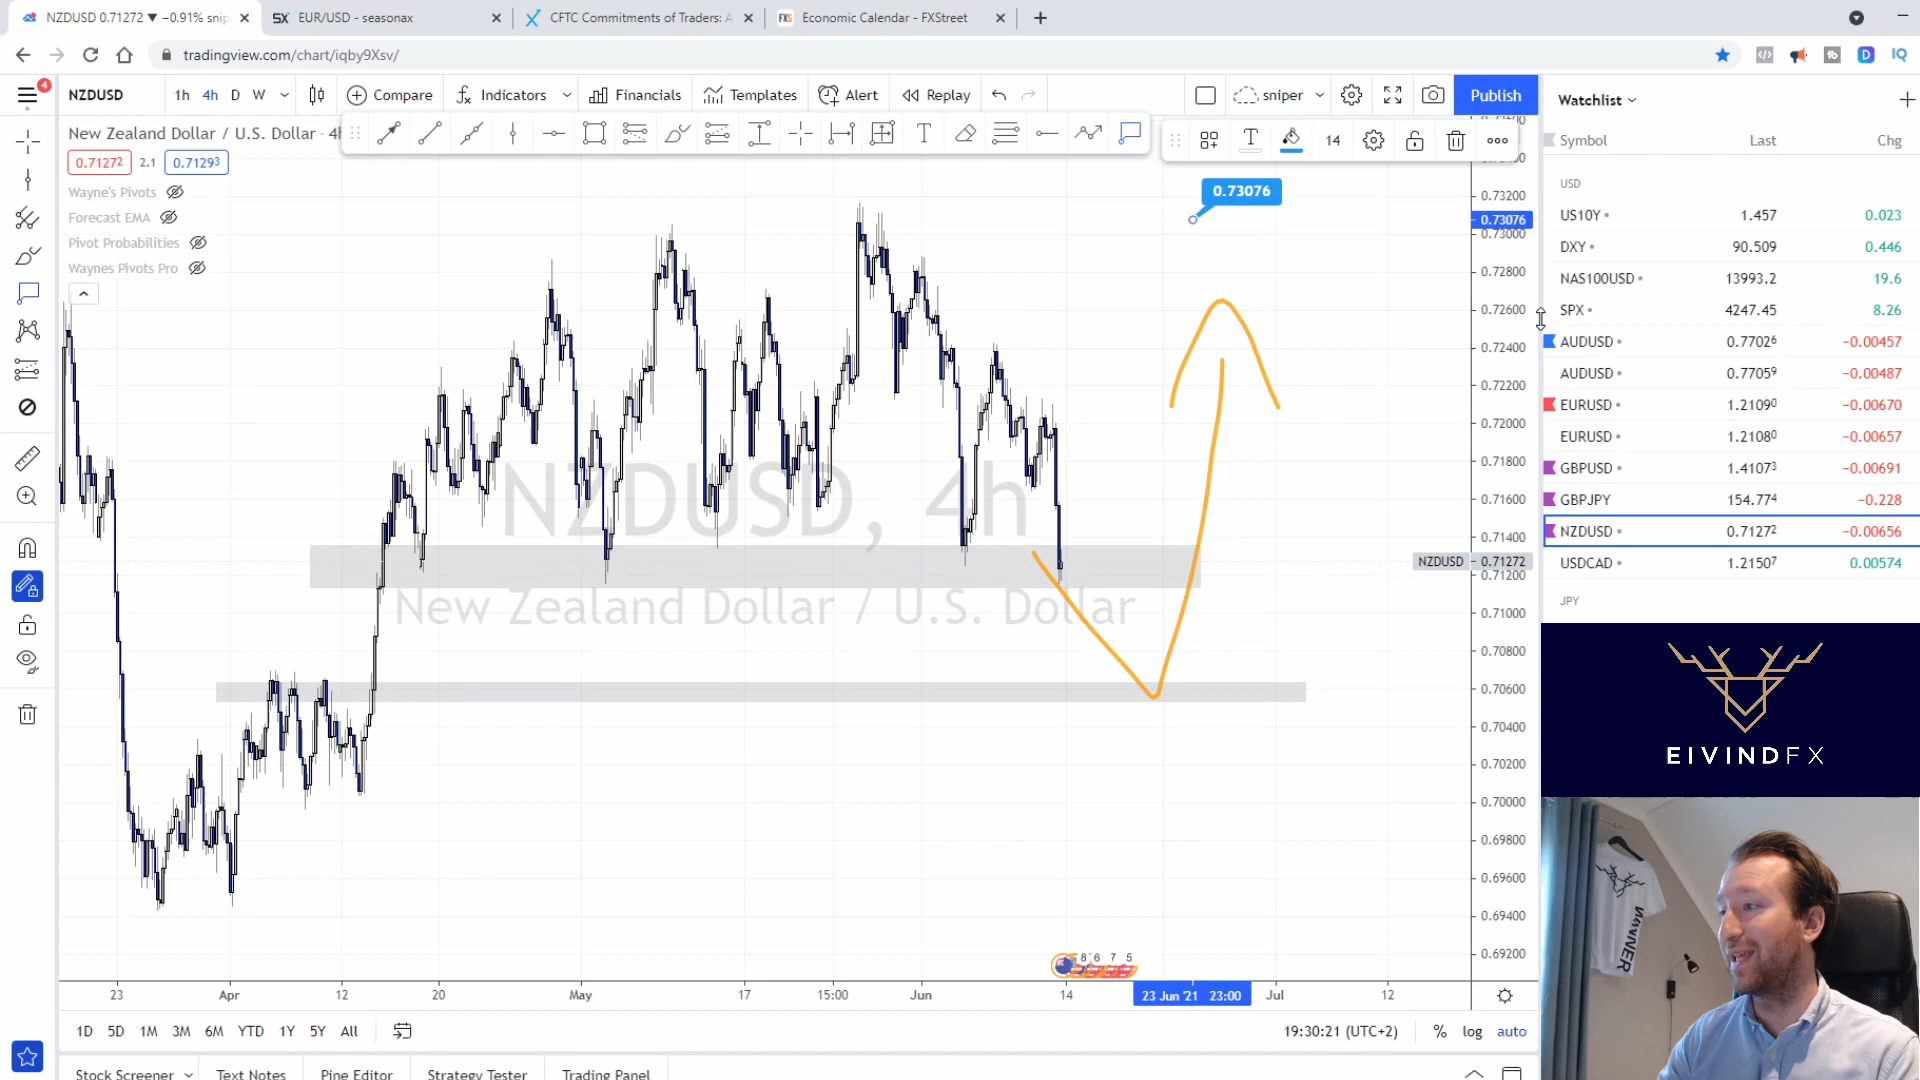 NZDUSD 0.71272 ▼ −0.91% snip
EUR/USD - seasonax
CFTC Commitments of Traders: A
Economic Calendar - FXStreet
tradingview.com/chart/iqby9Xsv/
4
NZDUSD
1h 4h D W
Compare
Indicators
Financials
Templates
Alert
Replay
sniper
Publish
Watchlist
New Zealand Dollar / U.S. Dollar · 4h
14
Symbol Last Chg
0.71272 2.1 0.71293
Wayne's Pivots
Forecast EMA
Pivot Probabilities
Waynes Pivots Pro
0.73076
USD
US10Y 1.457 0.023
DXY 90.509 0.446
NAS100USD 13993.2 19.6
SPX 4247.45 8.26
AUDUSD 0.77026 −0.00457
AUDUSD 0.77059 −0.00487
EURUSD 1.21090 −0.00670
EURUSD 1.21080 −0.00657
GBPUSD 1.41073 −0.00691
GBPJPY 154.774 −0.228
NZDUSD 0.71272 −0.00656
USDCAD 1.21507 0.00574
JPY
0.73200
0.73076
0.73000
0.72800
0.72600
0.72400
0.72200
0.72000
0.71800
0.71600
0.71400
NZDUSD 0.71272
0.71200
0.71000
0.70800
0.70600
0.70400
0.70200
0.70000
0.69800
0.69600
0.69400
0.69200
NZDUSD, 4h
New Zealand Dollar / U.S. Dollar
EIVINDFX
WINNER
8 6 7 5
23 Apr 12 20 May 17 15:00 Jun 14 23 Jun '21 23:00 Jul 12
1D 5D 1M 3M 6M YTD 1Y 5Y All
19:30:21 (UTC+2) % log auto
Stock Screener
Text Notes
Pine Editor
Strategy Tester
Trading Panel